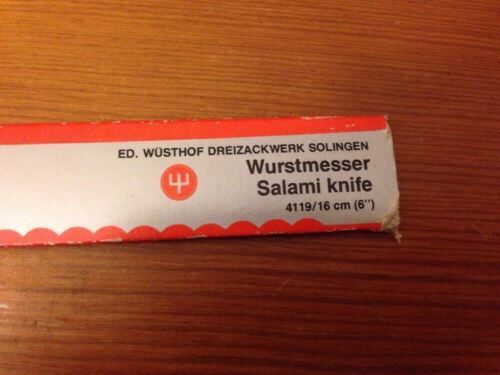 ED. WÜSTHOF DREIZACKWERK SOLINGEN
Wurstmesser
Salami knife
4119/16 cm (6'')